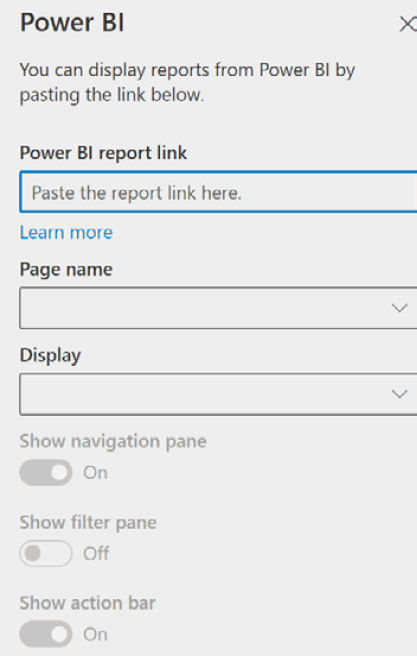 Power BI
You can display reports from Power BI by
pasting the link below.
Power BI report link
Paste the report link here.
Learn more
Page name
Display
Show navigation pane
On
Show filter pane
Off
Show action bar
On